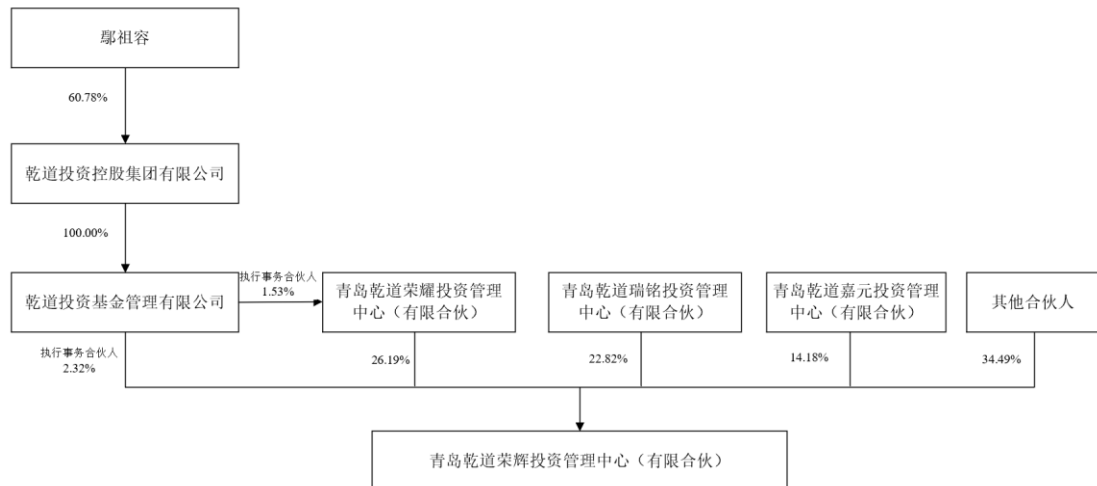 鄢祖容
60.78%
乾道投资控股集团有限公司
100.00%
乾道投资基金管理有限公司
执行事务合伙人
1.53%
青岛乾道荣耀投资管理
中心（有限合伙）
青岛乾道瑞铭投资管理
中心（有限合伙）
青岛乾道嘉元投资管理
中心（有限合伙）
其他合伙人
执行事务合伙人
2.32%
26.19%
22.82%
14.18%
34.49%
青岛乾道荣辉投资管理中心（有限合伙）